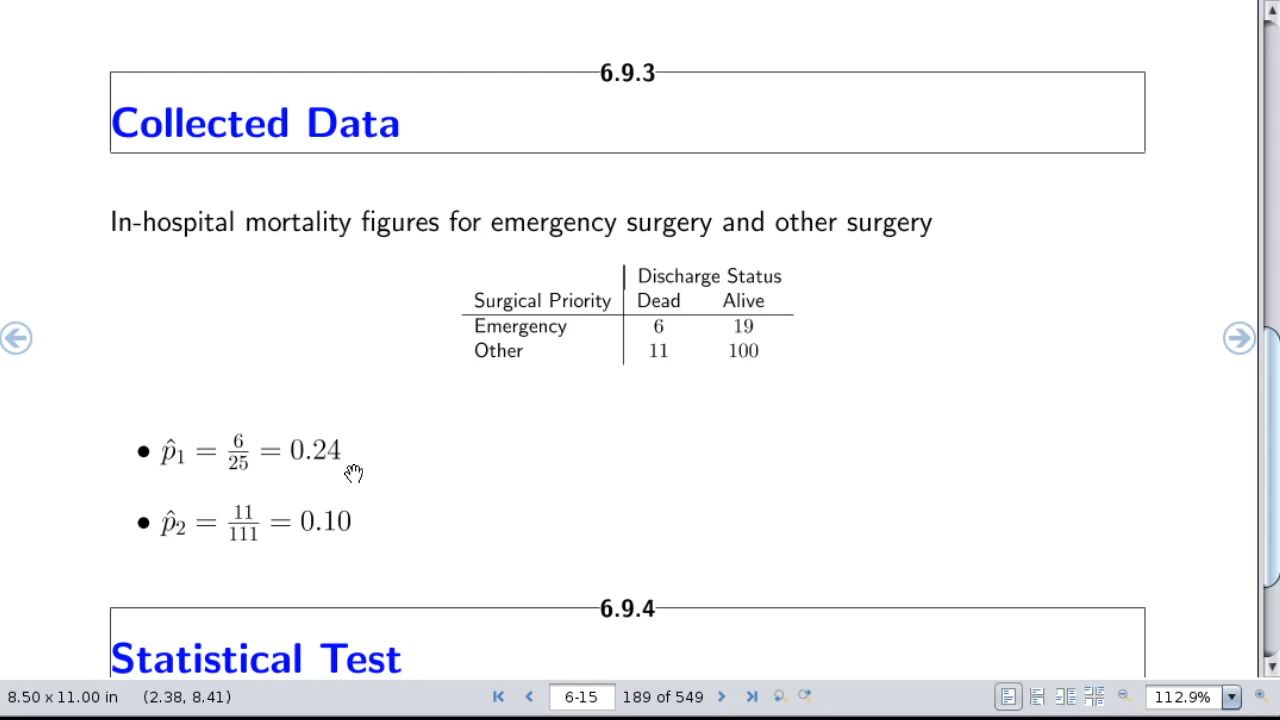 6.9.3
Collected Data
In-hospital mortality figures for emergency surgery and other surgery
Discharge Status
Surgical Priority Dead Alive
Emergency 6 19
Other 11 100
• p̂₁ = 6/25 = 0.24
• p̂₂ = 11/111 = 0.10
6.9.4
Statistical Test
8.50 x 11.00 in (2.38, 8.41) 6-15 189 of 549 112.9%